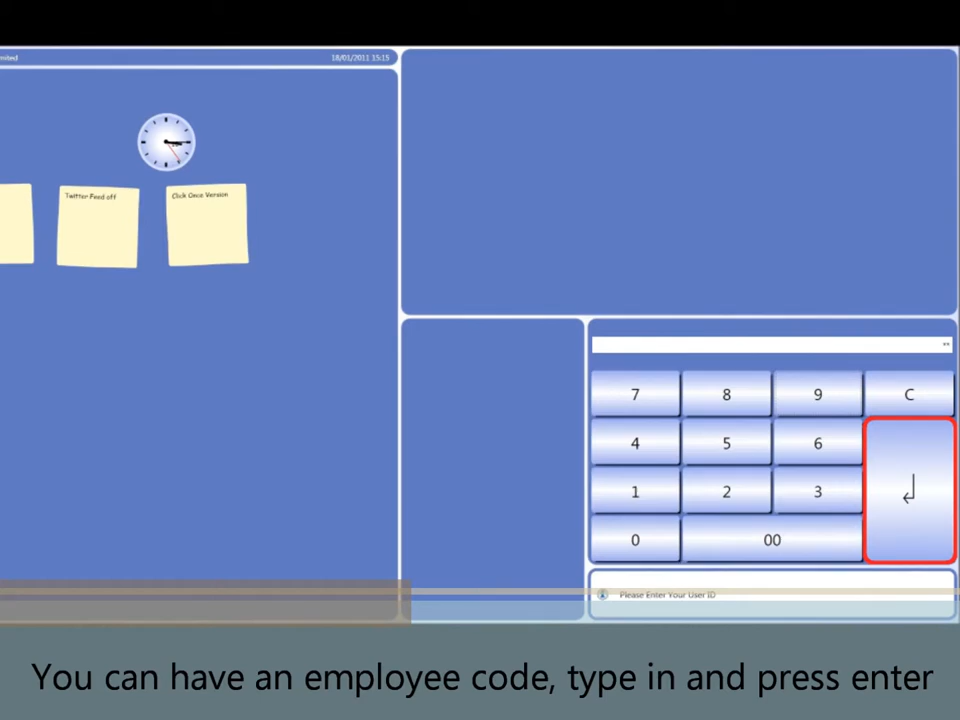 mited
18/01/2011 15:15
Twitter Feed off
Click Once Version
**
7 8 9 C
4 5 6
1 2 3
0 00
Please Enter Your User ID
You can have an employee code, type in and press enter